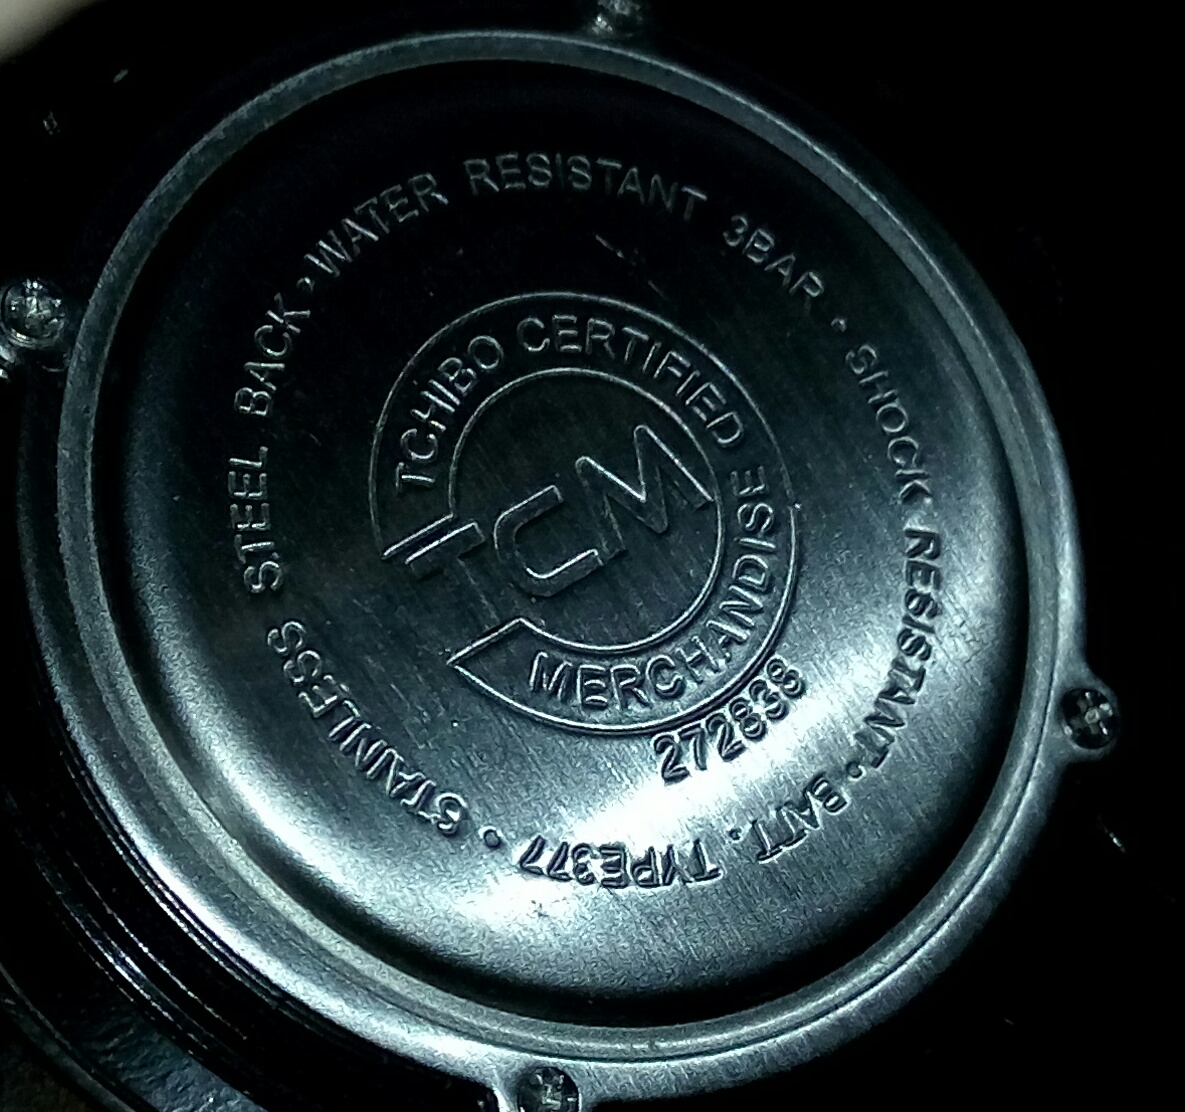 STAINLESS STEEL BACK • WATER RESISTANT 3BAR • SHOCK RESISTANT • BATT. TYPE377 •
TCHIBO CERTIFIED MERCHANDISE
TCM
272838